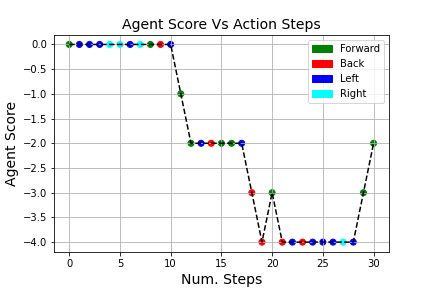 Agent Score Vs Action Steps
Agent Score
0.0
−0.5
−1.0
−1.5
−2.0
−2.5
−3.0
−3.5
−4.0
Forward
Back
Left
Right
0 5 10 15 20 25 30
Num. Steps